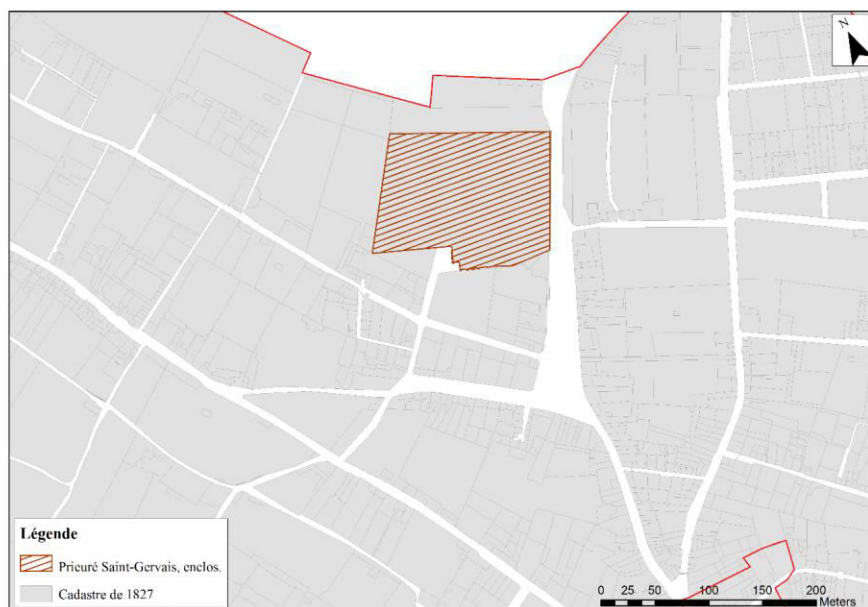 N
Légende
Prieuré Saint-Gervais, enclos.
Cadastre de 1827
0 25 50 100 150 200
Meters